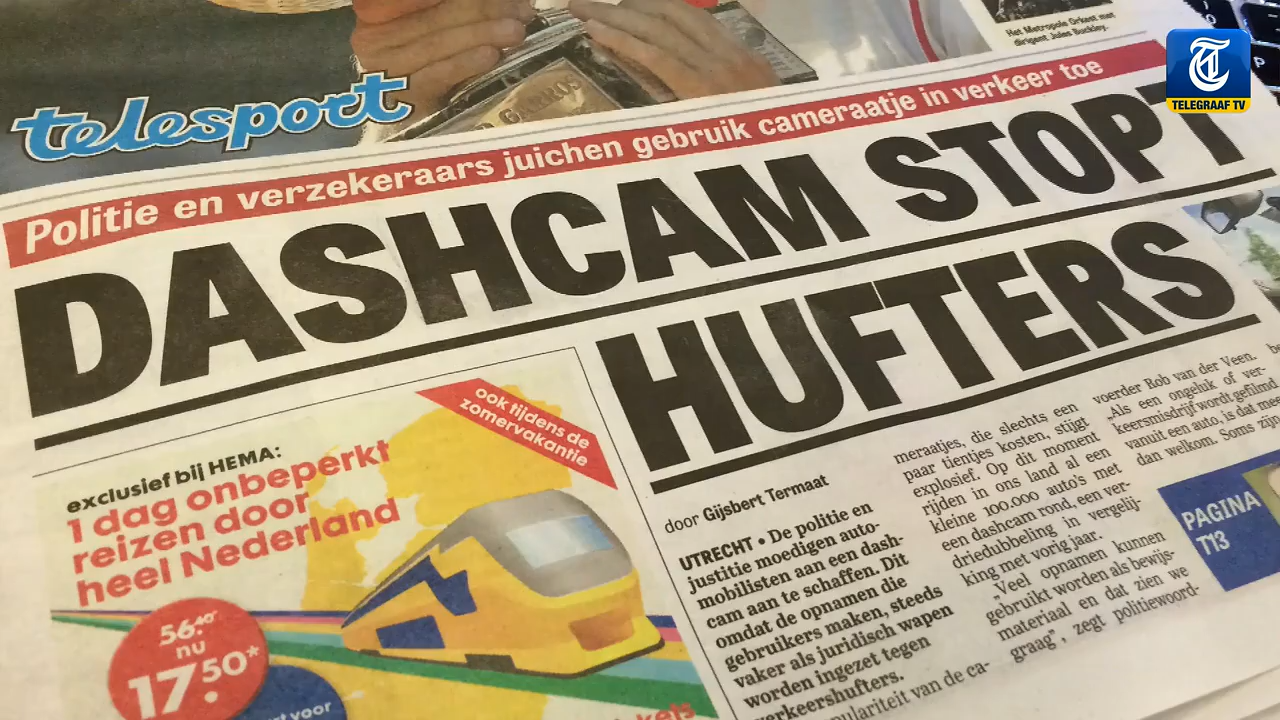 Het Metropole Orkest met
dirigent Jules Buckley.
TELEGRAAF TV
telesport
Politie en verzekeraars juichen gebruik cameraatje in verkeer toe
DASHCAM STOPT
HUFTERS
exclusief bij HEMA:
1 dag onbeperkt
reizen door
heel Nederland
ook tijdens de
zomervakantie
56.40
nu
17.50*
voor
door Gijsbert Termaat
UTRECHT • De politie en
justitie moedigen auto-
mobilisten aan een dash-
cam aan te schaffen. Dit
omdat de opnamen die
gebruikers maken, steeds
vaker als juridisch wapen
worden ingezet tegen
verkeershufters.
pulariteit van de ca-
meraatjes, die slechts een
paar tientjes kosten, stijgt
explosief. Op dit moment
rijden in ons land al een
kleine 100.000 auto's met
een dashcam rond, een ver-
driedubbeling in vergelij-
king met vorig jaar.
„Veel opnamen kunnen
gebruikt worden als bewijs-
materiaal en dat zien we
graag", zegt politiewoord-
voerder Rob van der Veen.
„Als een ongeluk of ver-
keersmisdrijf wordt gefilmd
vanuit een auto, is dat mee
dan welkom. Soms zijn
PAGINA
T13